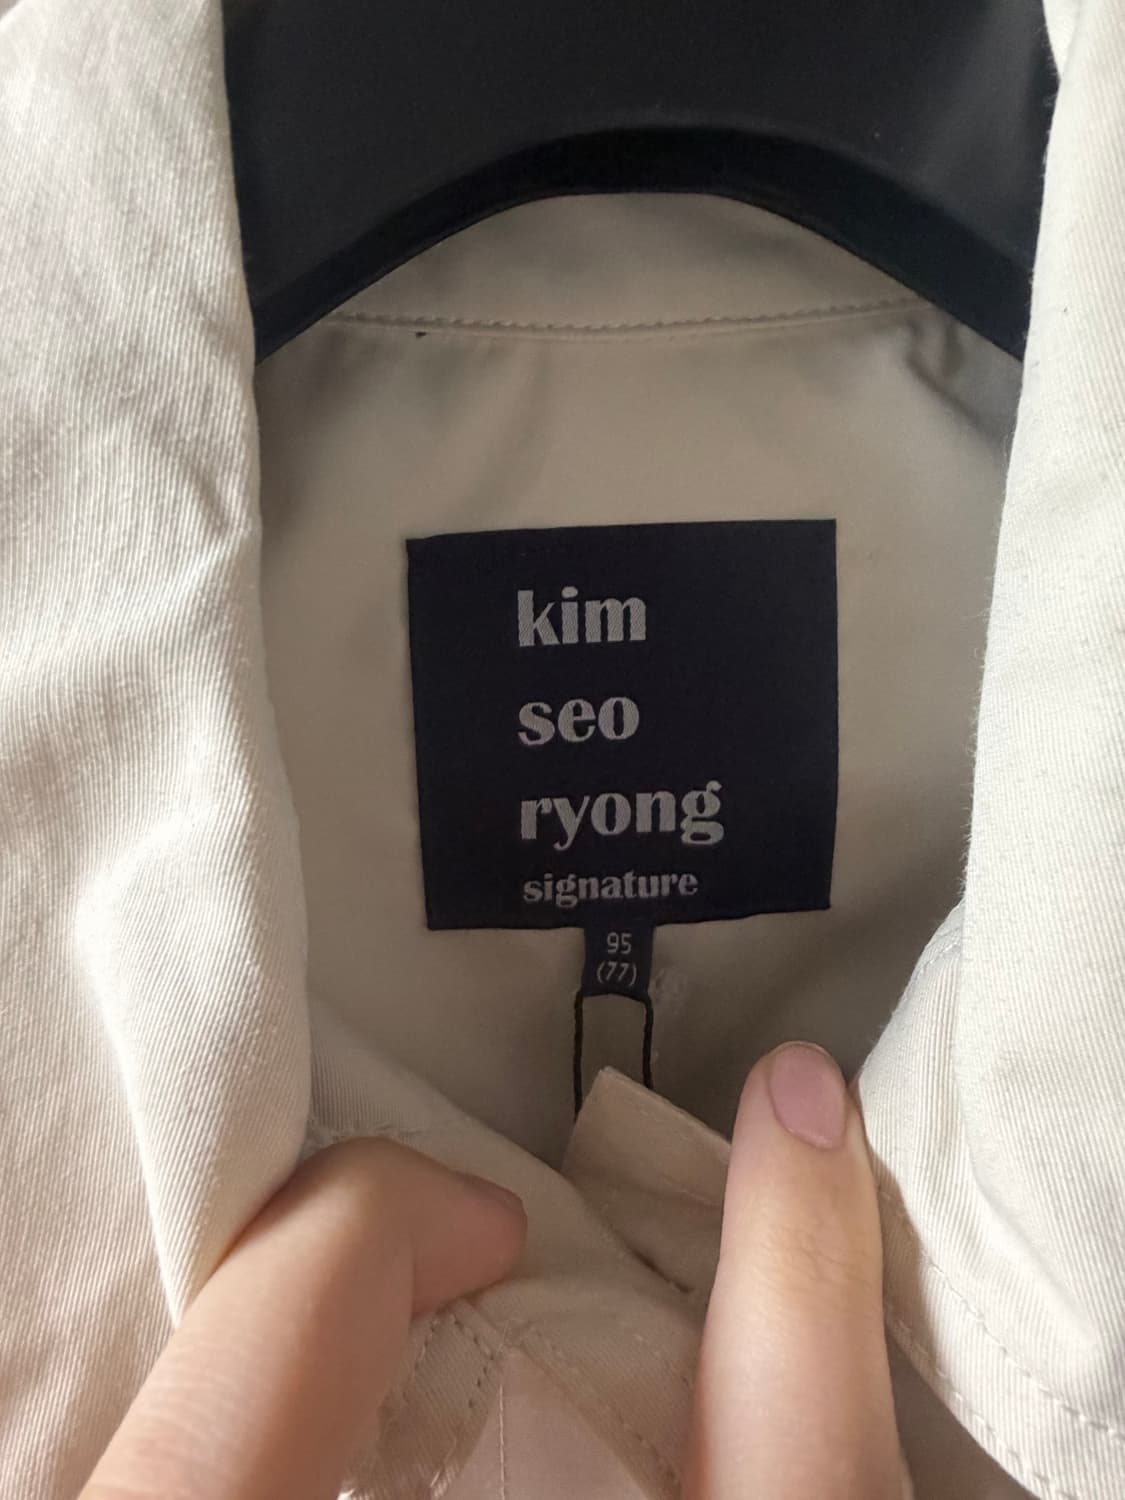 kim
seo
ryong
signature
95
(77)